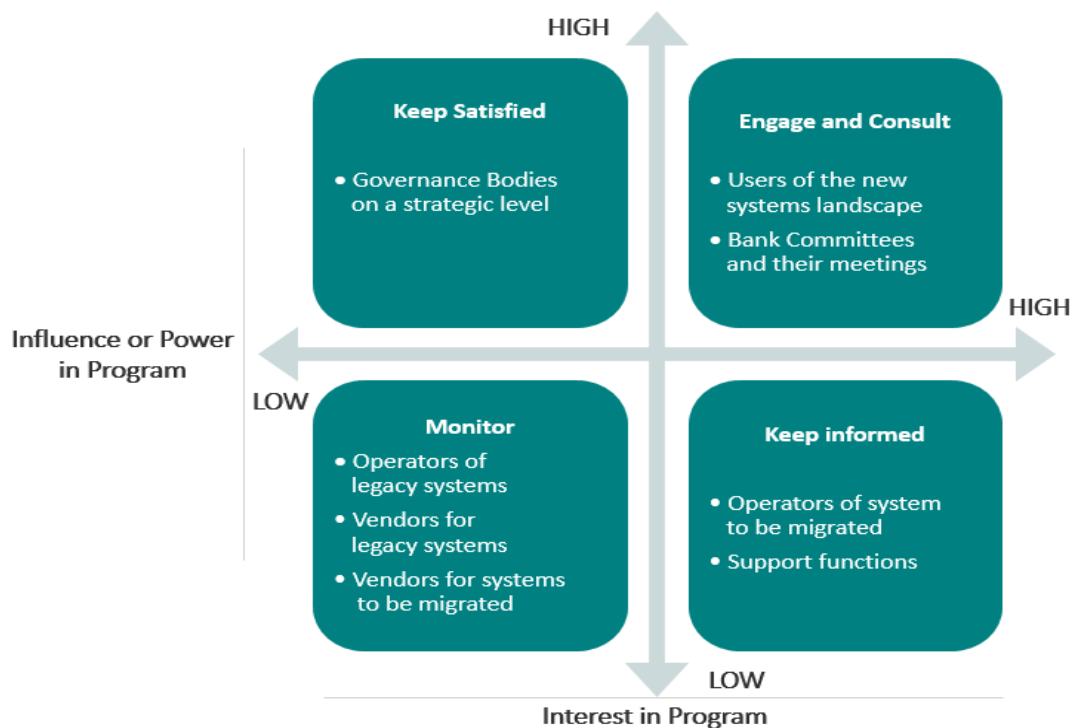 HIGH
Keep Satisfied
• Governance Bodies
on a strategic level
Engage and Consult
• Users of the new
systems landscape
• Bank Committees
and their meetings
HIGH
Influence or Power
in Program
LOW
Monitor
• Operators of
legacy systems
• Vendors for
legacy systems
• Vendors for systems
to be migrated
Keep informed
• Operators of system
to be migrated
• Support functions
LOW
Interest in Program